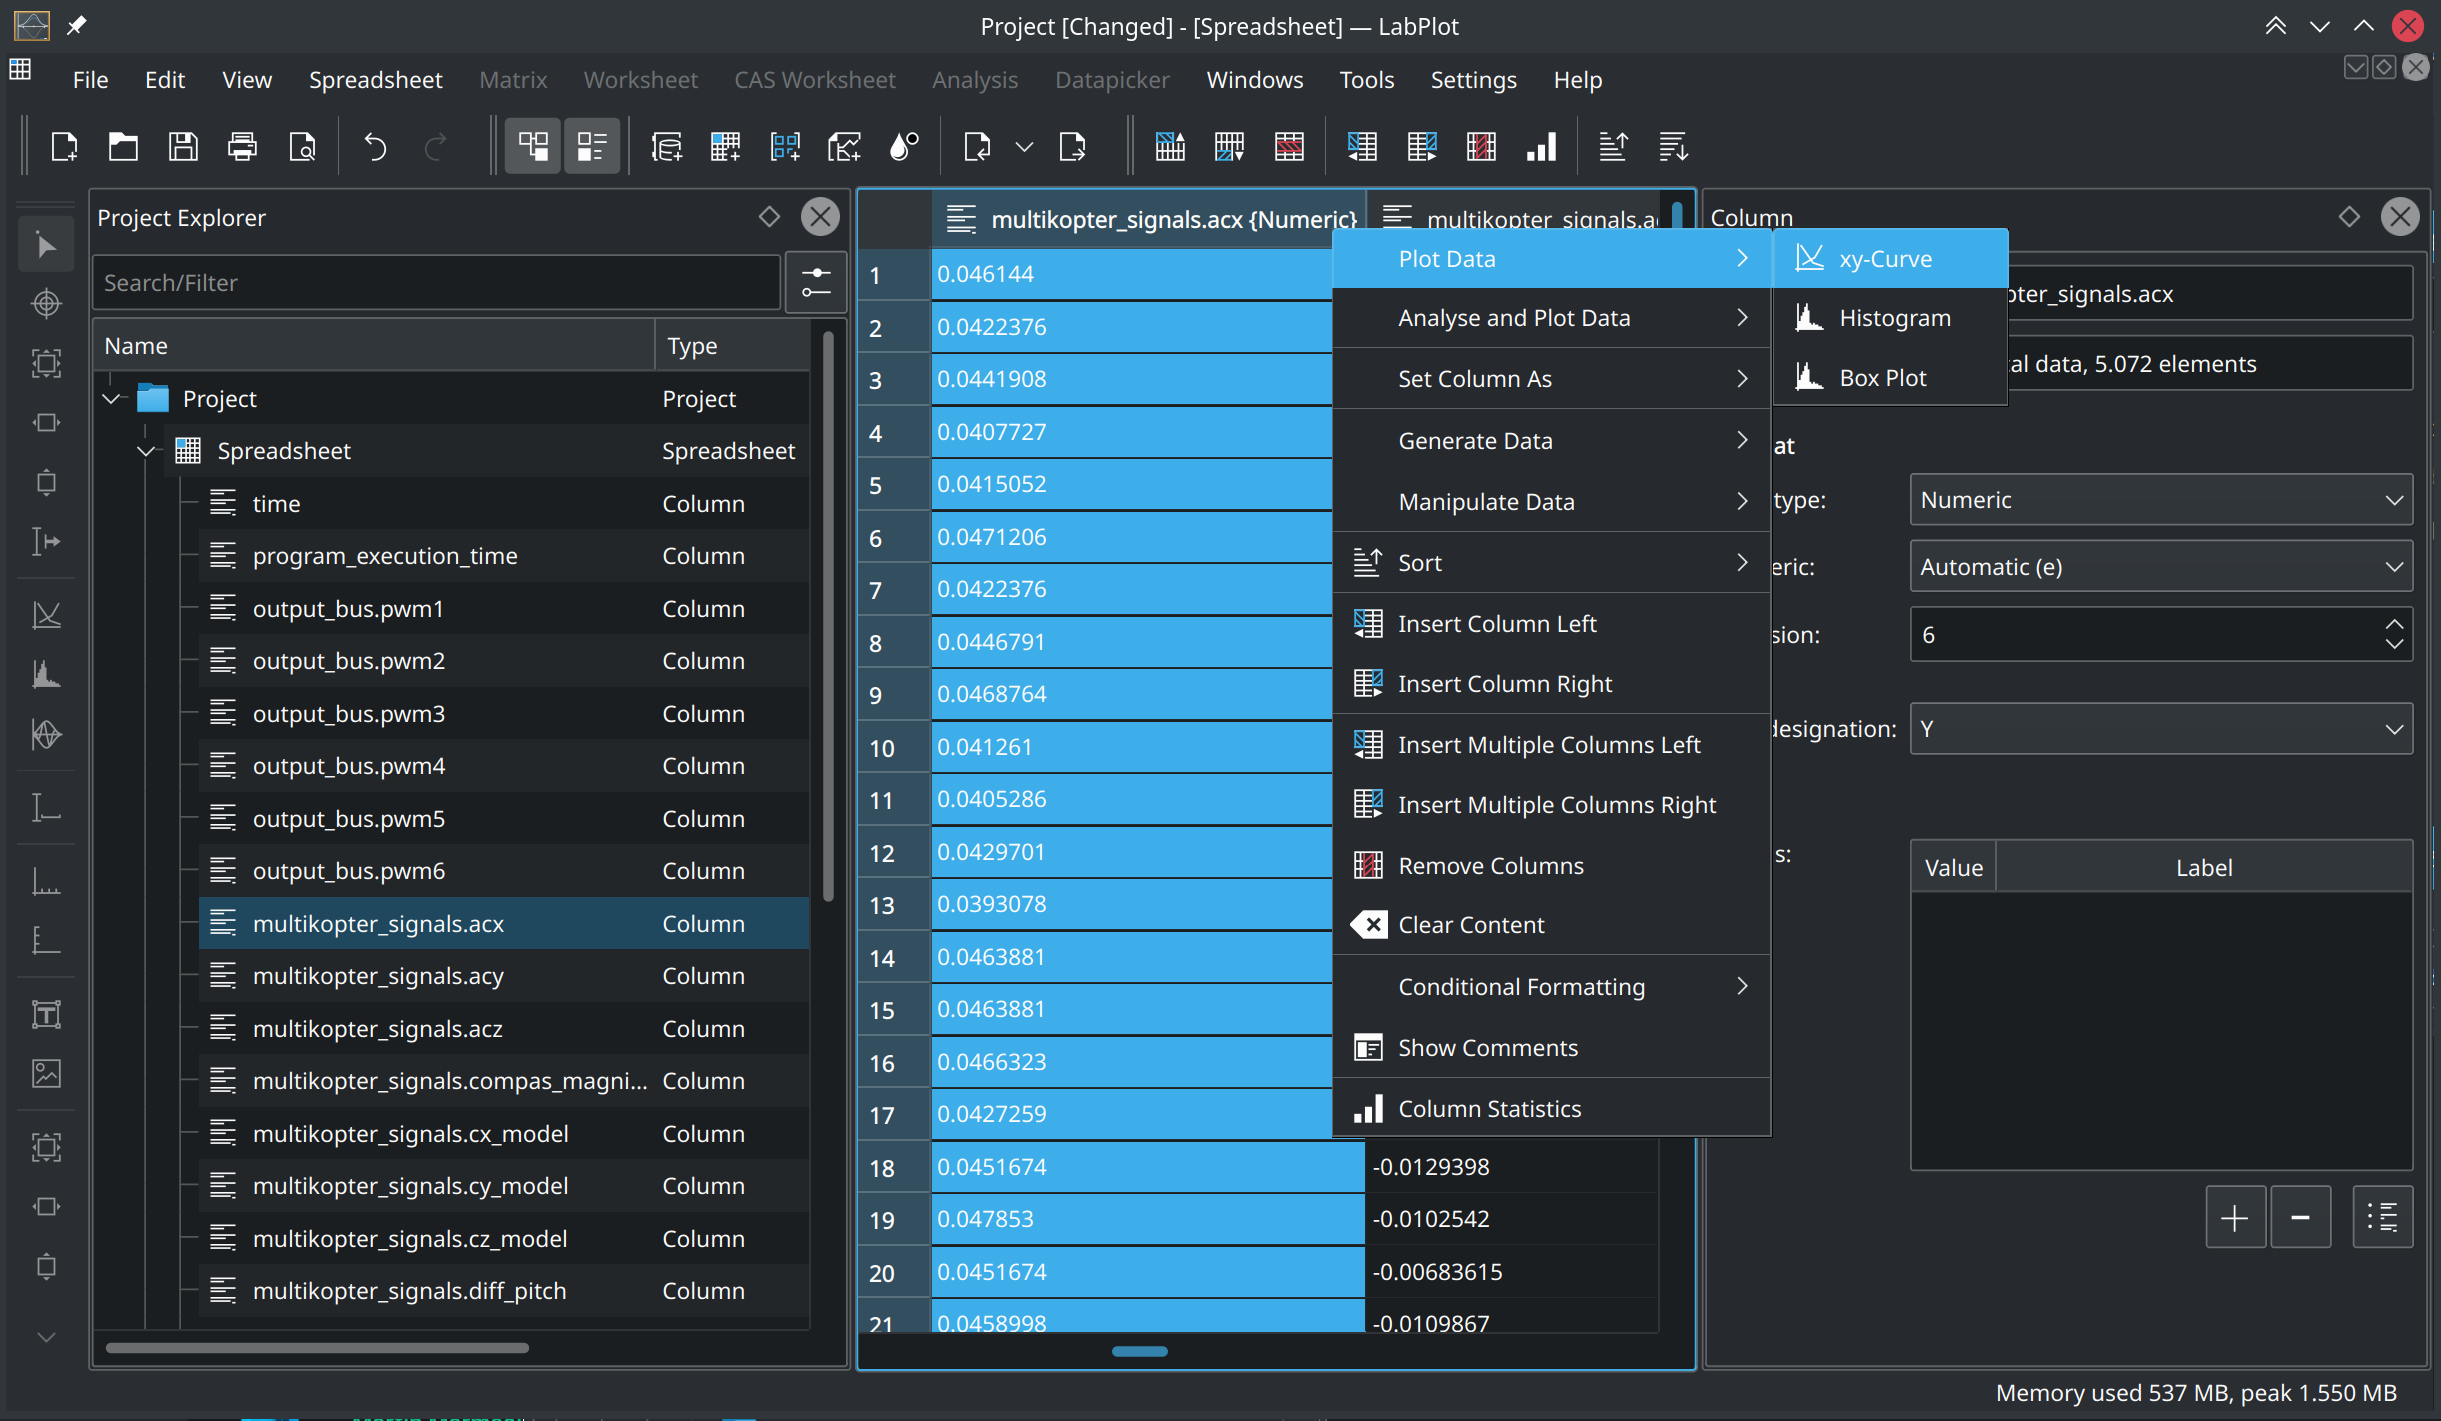 Project [Changed] - [Spreadsheet] — LabPlot
File Edit View Spreadsheet Matrix Worksheet CAS Worksheet Analysis Datapicker Windows Tools Settings Help
Project Explorer
Search/Filter
Name Type
Project Project
Spreadsheet Spreadsheet
time Column
program_execution_time Column
output_bus.pwm1 Column
output_bus.pwm2 Column
output_bus.pwm3 Column
output_bus.pwm4 Column
output_bus.pwm5 Column
output_bus.pwm6 Column
multikopter_signals.acx Column
multikopter_signals.acy Column
multikopter_signals.acz Column
multikopter_signals.compas_magni... Column
multikopter_signals.cx_model Column
multikopter_signals.cy_model Column
multikopter_signals.cz_model Column
multikopter_signals.diff_pitch Column
multikopter_signals.acx {Numeric} multikopter_signals.a
1 0.046144
2 0.0422376
3 0.0441908
4 0.0407727
5 0.0415052
6 0.0471206
7 0.0422376
8 0.0446791
9 0.0468764
10 0.041261
11 0.0405286
12 0.0429701
13 0.0393078
14 0.0463881
15 0.0463881
16 0.0466323
17 0.0427259
18 0.0451674 -0.0129398
19 0.047853 -0.0102542
20 0.0451674 -0.00683615
21 0.0458998 -0.0109867
Plot Data
Analyse and Plot Data
Set Column As
Generate Data
Manipulate Data
Sort
Insert Column Left
Insert Column Right
Insert Multiple Columns Left
Insert Multiple Columns Right
Remove Columns
Clear Content
Conditional Formatting
Show Comments
Column Statistics
xy-Curve
Histogram
Box Plot
Column
pter_signals.acx
al data, 5.072 elements
at
type: Numeric
eric: Automatic (e)
sion: 6
designation: Y
s:
Value Label
Memory used 537 MB, peak 1.550 MB